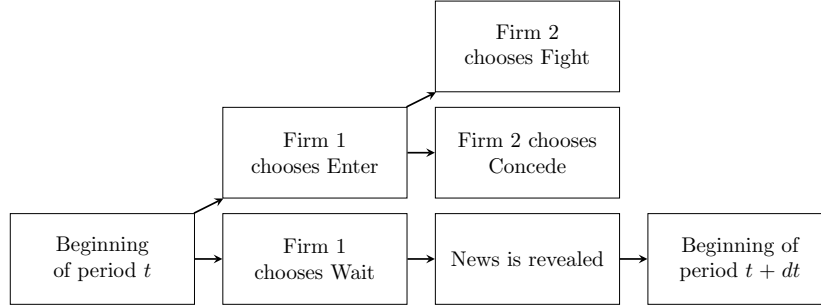 Firm 2
chooses Fight
Firm 1
chooses Enter
Firm 2 chooses
Concede
Beginning
of period t
Firm 1
chooses Wait
News is revealed
Beginning of
period t + dt